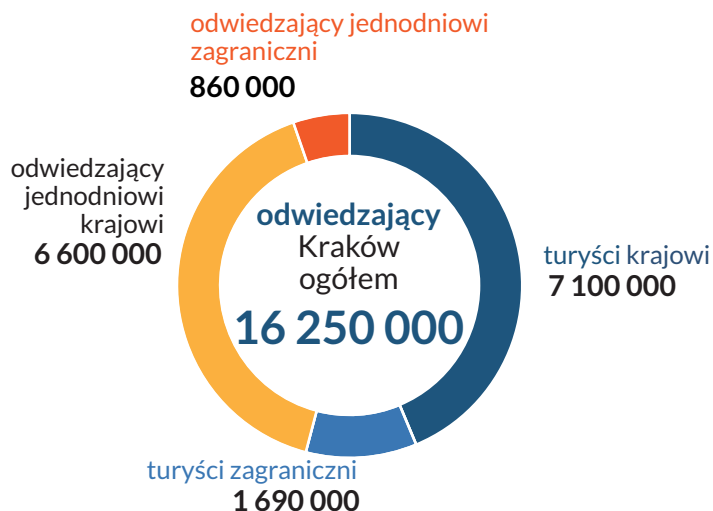 odwiedzający jednodniowi
zagraniczni
860 000
odwiedzający
jednodniowi
krajowi
6 600 000
odwiedzający
Kraków
ogółem
16 250 000
turyści krajowi
7 100 000
turyści zagraniczni
1 690 000